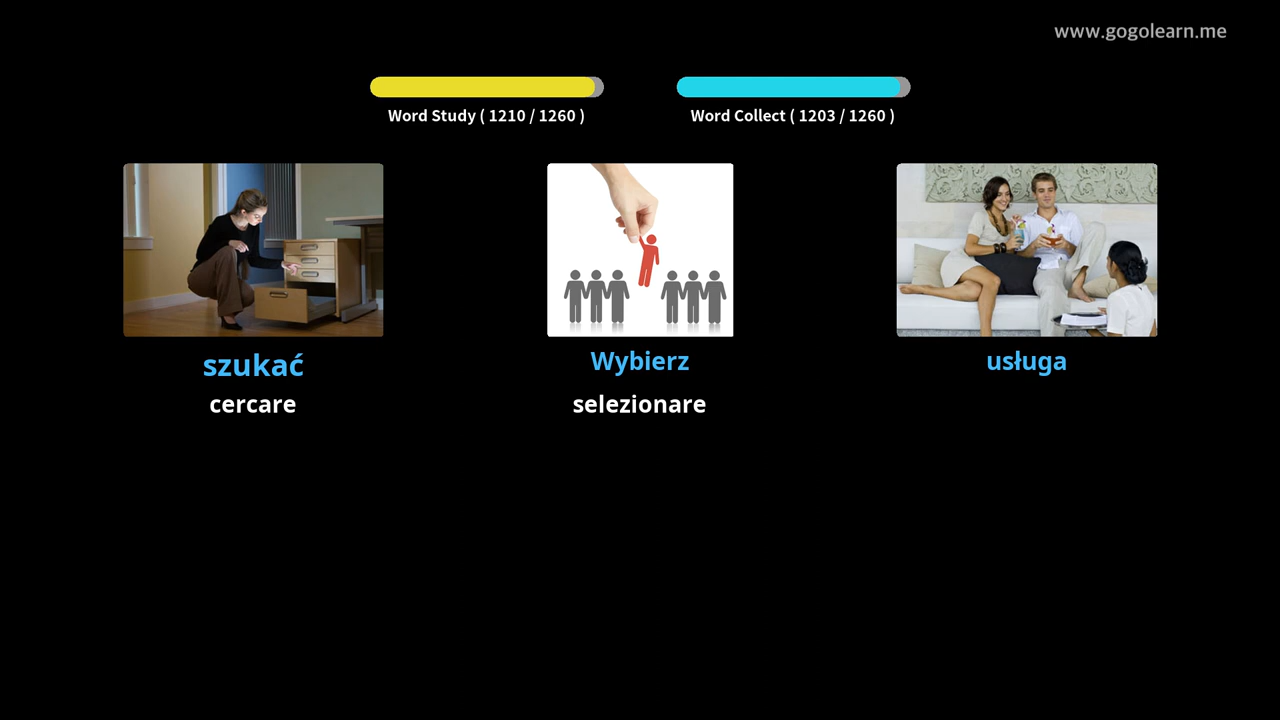 www.gogolearn.me
Word Study ( 1210 / 1260 )
Word Collect ( 1203 / 1260 )
szukać
cercare
Wybierz
selezionare
usługa